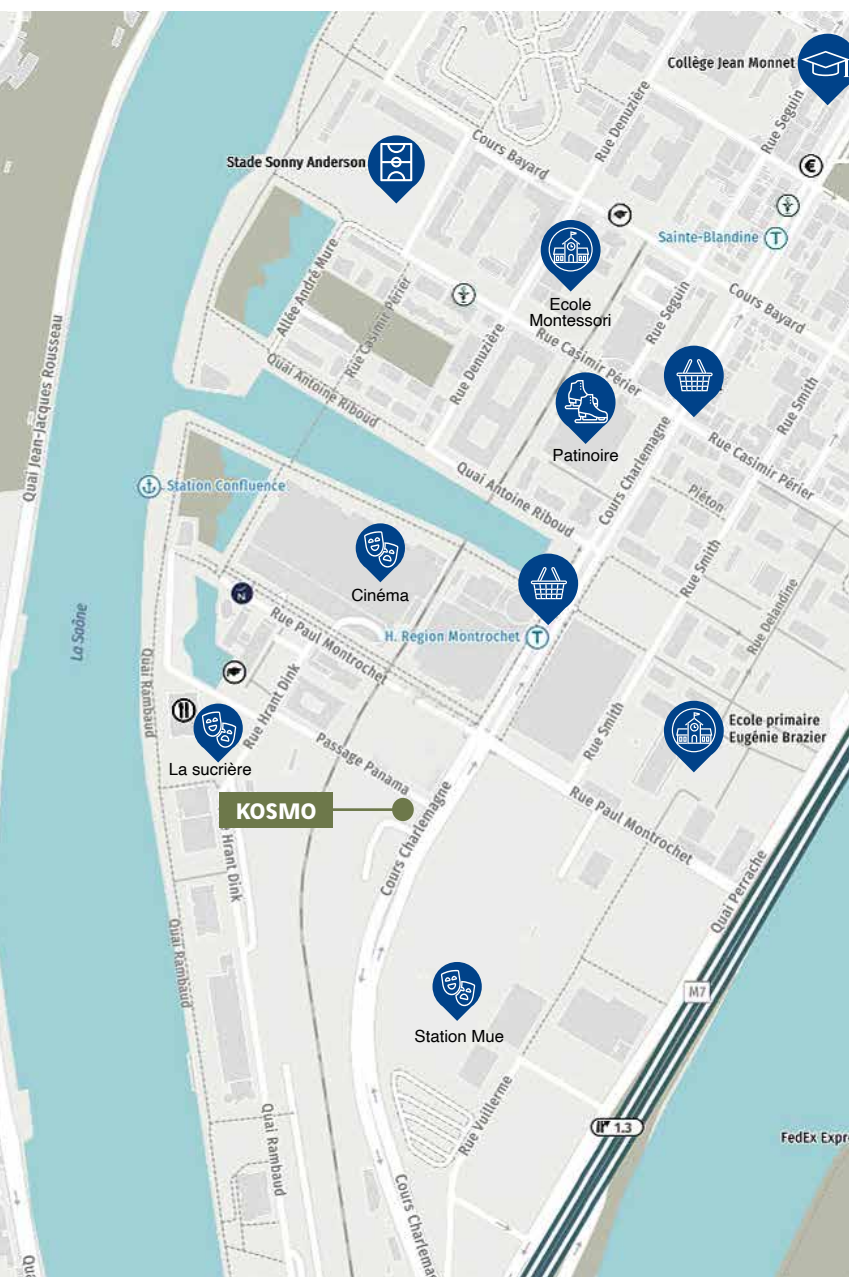 Collège Jean Monnet
Rue Seguin
Rue Denuzière
Cours Bayard
Stade Sonny Anderson
€
Sainte-Blandine T
Ecole
Montessori
Allée André Mure
Rue Casimir Périer
Rue Seguin
Cours Bayard
Rue Casimir Périer
Rue Denuzière
Quai Antoine Riboud
Quai Jean-Jacques Rousseau
Rue Smith
Patinoire
Cours Charlemagne
Rue Casimir Périer
Quai Antoine Riboud
Piéton
Station Confluence
Rue Smith
Cinéma
N
Rue Delandine
Rue Paul Montrochet
H. Région Montrochet T
La Saône
Quai Rambaud
Rue Hrant Dink
Rue Smith
Ecole primaire
Eugénie Brazier
Passage Panama
La sucrière
KOSMO
Rue Paul Montrochet
Cours Charlemagne
Hrant Dink
Quai Perrache
Quai Rambaud
M7
Station Mue
Rue Vuillerme
1.3
Quai Rambaud
FedEx Expr
Cours Charlemag
Qua